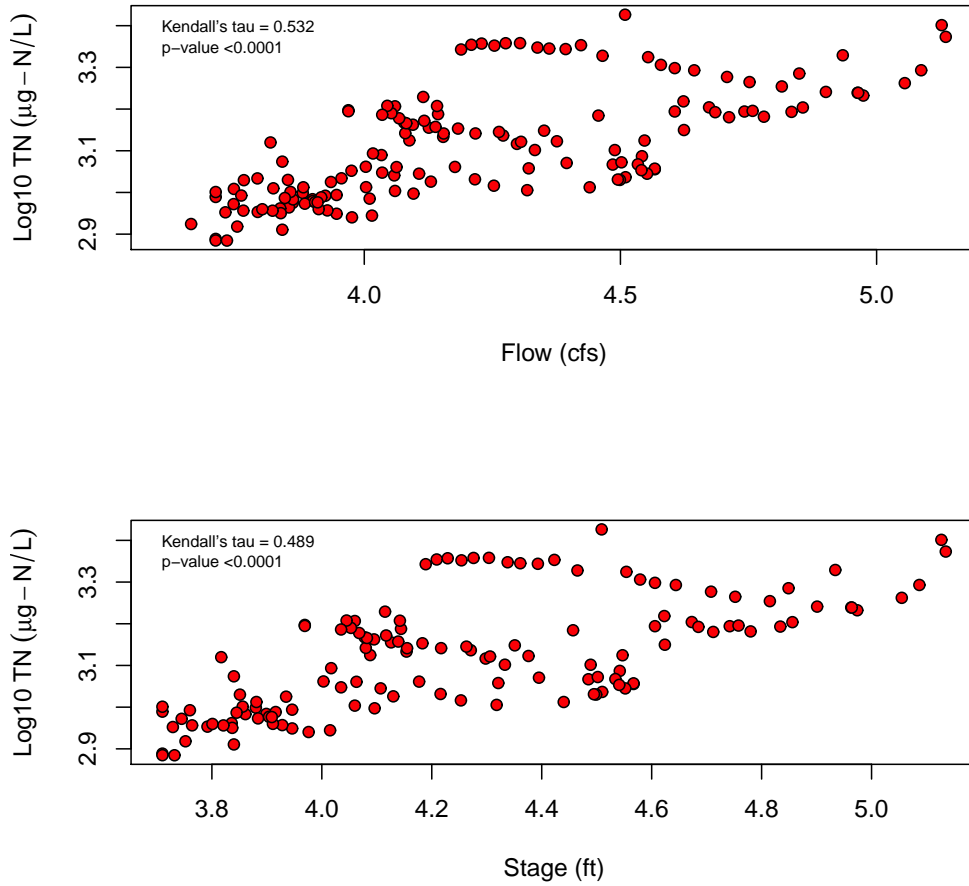 Kendall's tau = 0.532
p−value <0.0001
Log10 TN (μg−N/L)
3.3
3.1
2.9
4.0 4.5 5.0
Flow (cfs)
Kendall's tau = 0.489
p−value <0.0001
Log10 TN (μg−N/L)
3.3
3.1
2.9
3.8 4.0 4.2 4.4 4.6 4.8 5.0
Stage (ft)